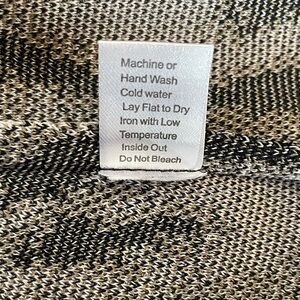 Machine or
Hand Wash
Cold water
Lay Flat to Dry
Iron with Low
Temperature
Inside Out
Do Not Bleach